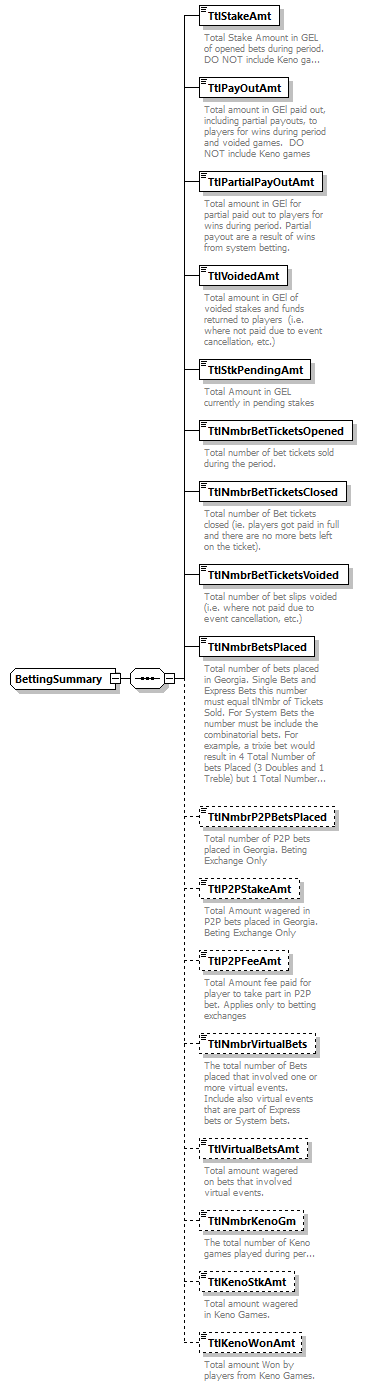 TtlStakeAmt
Total Stake Amount in GEL
of opened bets during period.
DO NOT include Keno ga...
TtlPayOutAmt
Total amount in GEl paid out,
including partial payouts, to
players for wins during period
and voided games.  DO
NOT include Keno games
TtlPartialPayOutAmt
Total amount in GEl for
partial paid out to players for
wins during period. Partial
payout are a result of wins
from system betting.
TtlVoidedAmt
Total amount in GEl of
voided stakes and funds
returned to players  (i.e.
where not paid due to event
cancellation, etc.)
TtlStkPendingAmt
Total Amount in GEL
currently in pending stakes
TtlNmbrBetTicketsOpened
Total number of bet tickets sold
during the period.
TtlNmbrBetTicketsClosed
Total number of Bet tickets
closed (ie. players got paid in full
and there are no more bets left
on the ticket).
TtlNmbrBetTicketsVoided
Total number of bet slips voided
(i.e. where not paid due to
event cancellation, etc.)
TtlNmbrBetsPlaced
BettingSummary
Total number of bets placed
in Georgia. Single Bets and
Express Bets this number
must equal tlNmbr of Tickets
Sold. For System Bets the
number must be include the
combinatorial bets. For
example, a trixie bet would
result in 4 Total Number of
bets Placed (3 Doubles and 1
Treble) but 1 Total Number...
TtlNmbrP2PBetsPlaced
Total number of P2P bets
placed in Georgia. Beting
Exchange Only
TtlP2PStakeAmt
Total Amount wagered in
P2P bets placed in Georgia.
Beting Exchange Only
TtlP2PFeeAmt
Total Amount fee paid for
player to take part in P2P
bet. Applies only to betting
exchanges
TtlNmbrVirtualBets
The total number of Bets
placed that involved one or
more virtual events.
Include also virtual events
that are part of Express
bets or System bets.
TtlVirtualBetsAmt
Total amount wagered
on bets that involved
virtual events.
TtlNmbrKenoGm
The total number of Keno
games played during per...
TtlKenoStkAmt
Total amount wagered
in Keno Games.
TtlKenoWonAmt
Total amount Won by
players from Keno Games.